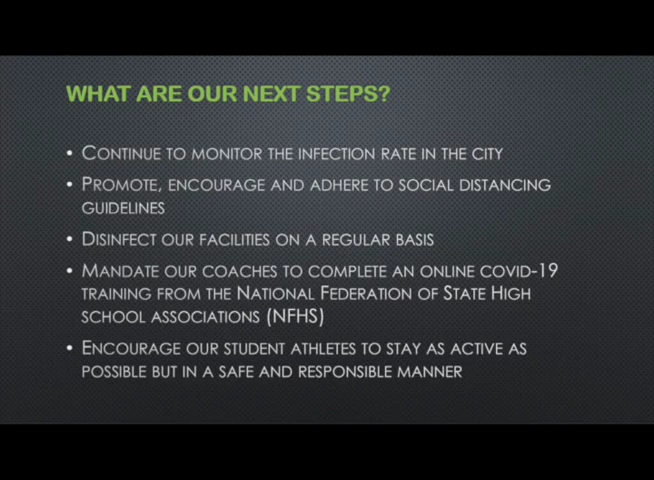 WHAT ARE OUR NEXT STEPS?
• CONTINUE TO MONITOR THE INFECTION RATE IN THE CITY
• PROMOTE, ENCOURAGE AND ADHERE TO SOCIAL DISTANCING
GUIDELINES
• DISINFECT OUR FACILITIES ON A REGULAR BASIS
• MANDATE OUR COACHES TO COMPLETE AN ONLINE COVID-19
TRAINING FROM THE NATIONAL FEDERATION OF STATE HIGH
SCHOOL ASSOCIATIONS (NFHS)
• ENCOURAGE OUR STUDENT ATHLETES TO STAY AS ACTIVE AS
POSSIBLE BUT IN A SAFE AND RESPONSIBLE MANNER